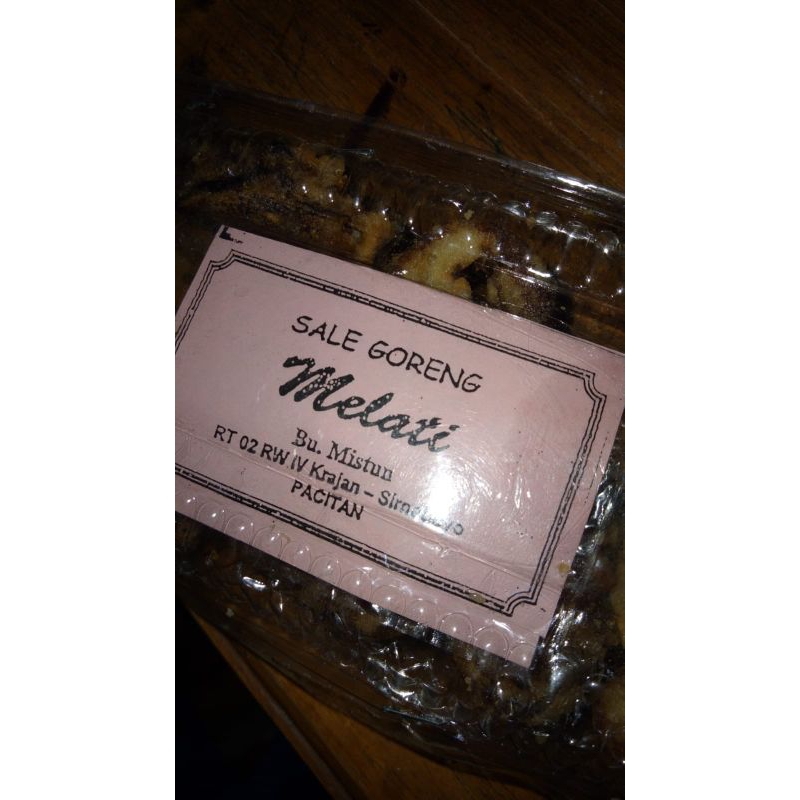 SALE GORENG
Melati
Bu. Mistun
RT 02 RW IV Krajan –
PACITAN